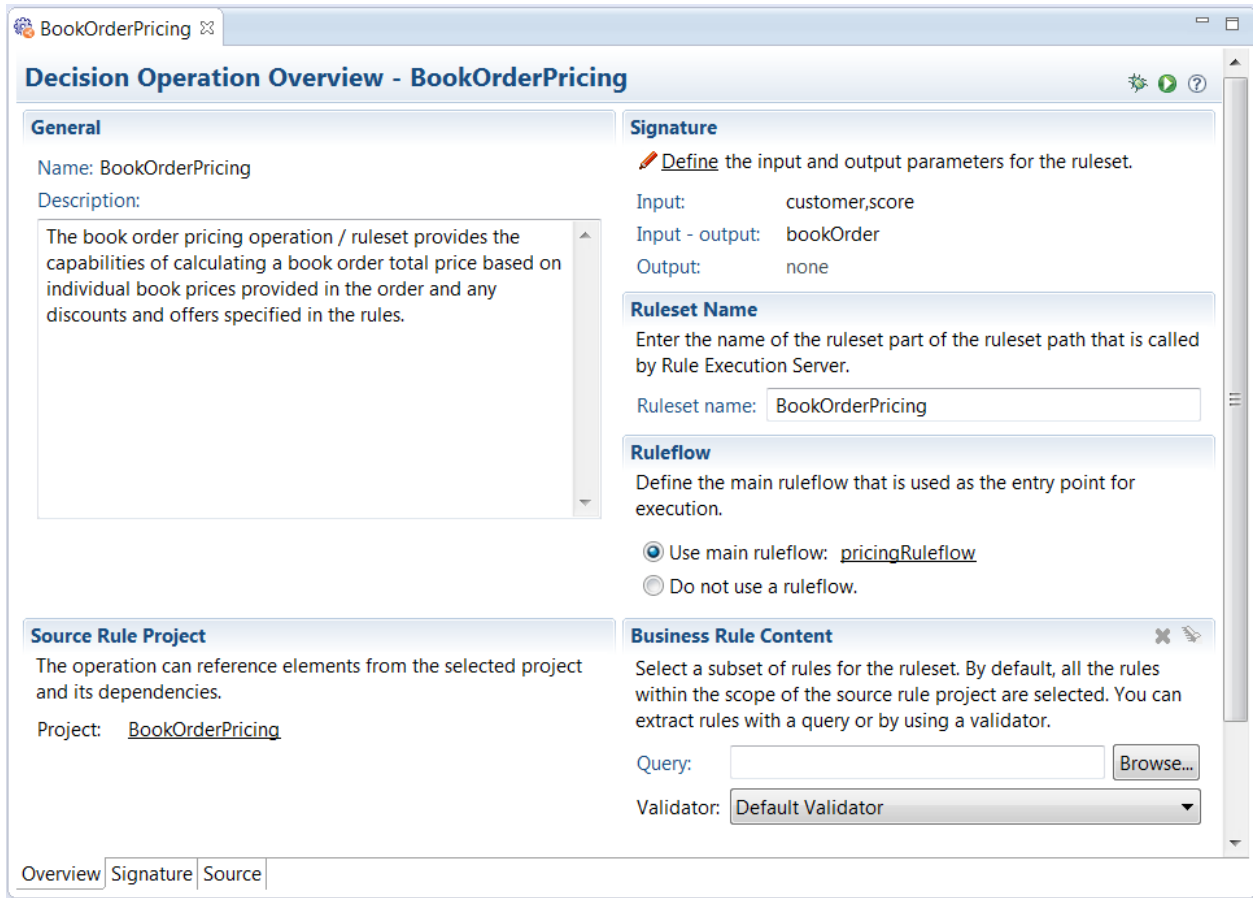 BookOrderPricing
Decision Operation Overview - BookOrderPricing
General
Name: BookOrderPricing
Description:
The book order pricing operation / ruleset provides the
capabilities of calculating a book order total price based on
individual book prices provided in the order and any
discounts and offers specified in the rules.
Signature
Define the input and output parameters for the ruleset.
Input: customer,score
Input - output: bookOrder
Output: none
Ruleset Name
Enter the name of the ruleset part of the ruleset path that is called
by Rule Execution Server.
Ruleset name: BookOrderPricing
Ruleflow
Define the main ruleflow that is used as the entry point for
execution.
Use main ruleflow: pricingRuleflow
Do not use a ruleflow.
Source Rule Project
The operation can reference elements from the selected project
and its dependencies.
Project: BookOrderPricing
Business Rule Content
Select a subset of rules for the ruleset. By default, all the rules
within the scope of the source rule project are selected. You can
extract rules with a query or by using a validator.
Query: Browse...
Validator: Default Validator
Overview Signature Source